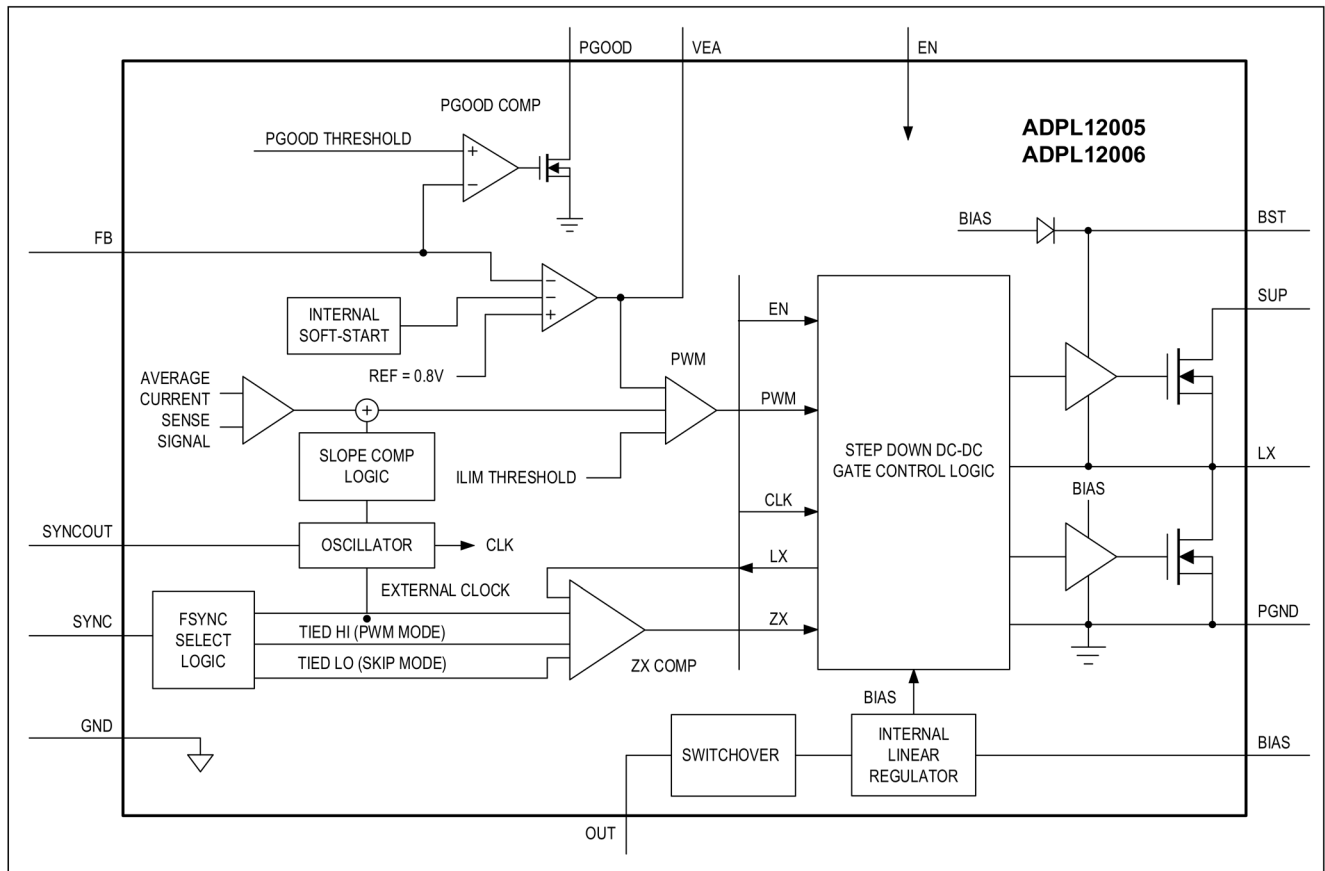 PGOOD
VEA
EN
PGOOD COMP
ADPL12005
ADPL12006
PGOOD THRESHOLD
+
−
BIAS
BST
FB
SUP
−
−
+
INTERNAL
SOFT-START
EN
REF = 0.8V
PWM
AVERAGE
CURRENT
SENSE
SIGNAL
+
PWM
STEP DOWN DC-DC
GATE CONTROL LOGIC
LX
SLOPE COMP
LOGIC
ILIM THRESHOLD
BIAS
CLK
SYNCOUT
OSCILLATOR
CLK
LX
EXTERNAL CLOCK
SYNC
FSYNC
SELECT
LOGIC
TIED HI (PWM MODE)
TIED LO (SKIP MODE)
ZX
PGND
ZX COMP
BIAS
GND
SWITCHOVER
INTERNAL
LINEAR
REGULATOR
BIAS
OUT